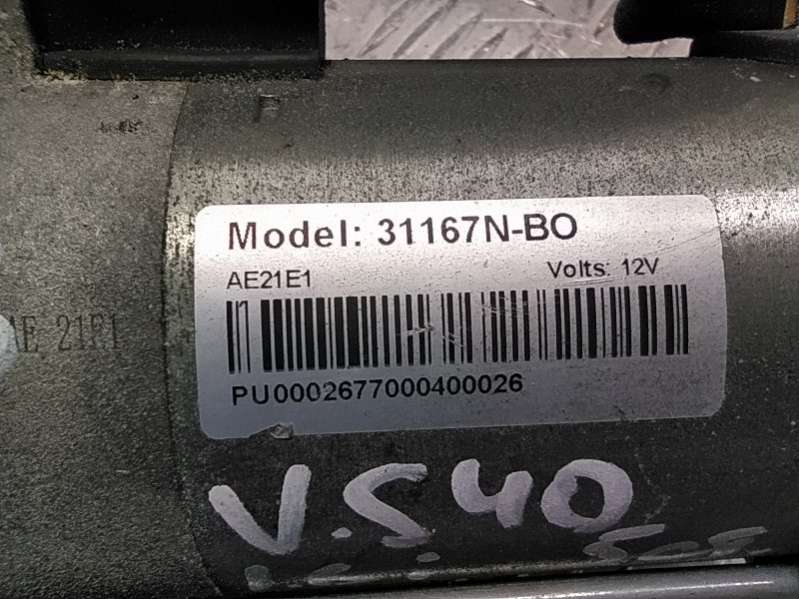 Model: 31167N-BO
AE21E1 Volts: 12V
PU0002677000400026
AE 21E1
V.S40